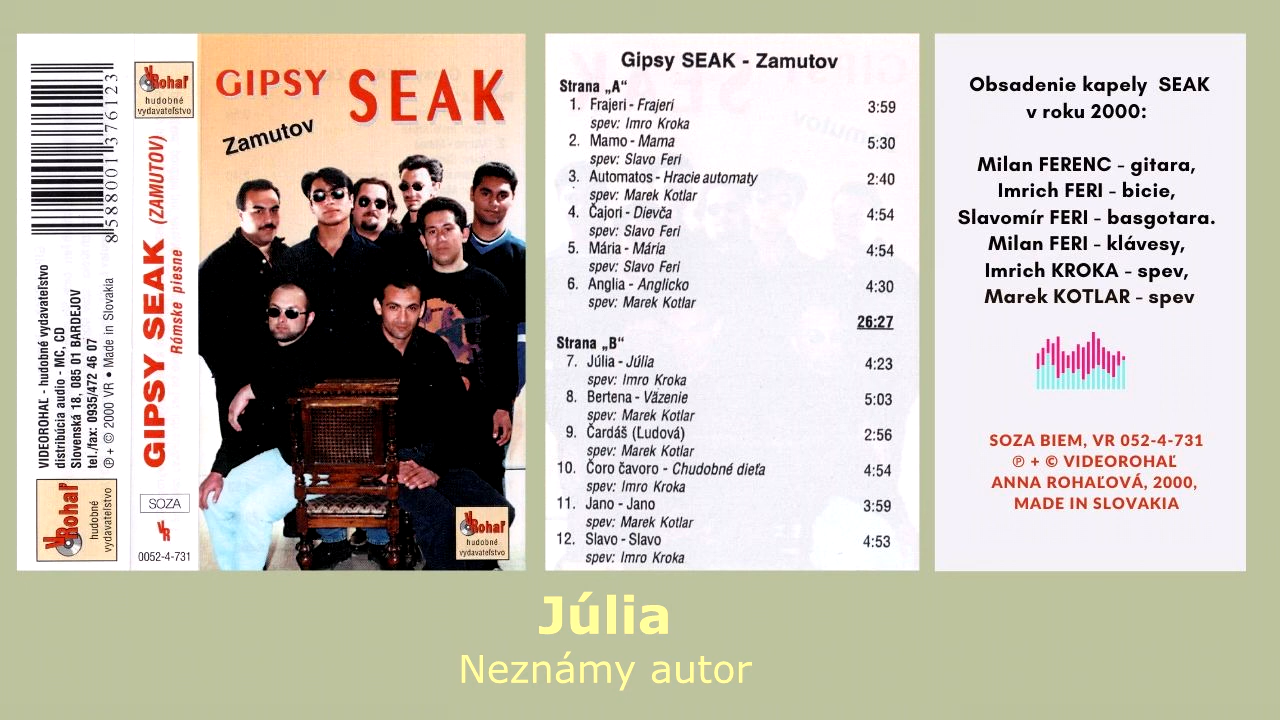 8588001376123
VIDEOROHAĽ - hudobné vydavateľstvo
distribúcia audio - MC, CD
Slovenská 18, 085 01 BARDEJOV
tel./fax: 0935/472 46 07
℗ + © 2000 VR • Made in Slovakia
VRohaľ
hudobné
vydavateľstvo
VRohaľ
hudobné
vydavateľstvo
GIPSY SEAK (ZAMUTOV)
Rómske piesne
SOZA
VR
0052-4-731
GIPSY SEAK
Zamutov
VRohaľ
hudobné
vydavateľstvo
Gipsy SEAK - Zamutov
Strana „A"
1. Frajeri - Frajeri 3:59
spev: Imro Kroka
2. Mamo - Mama 5:30
spev: Slavo Feri
3. Automatos - Hracie automaty 2:40
spev: Marek Kotlar
4. Čajori - Dievča 4:54
spev: Slavo Feri
5. Mária - Mária 4:54
spev: Slavo Feri
6. Anglia - Anglicko 4:30
spev: Marek Kotlar
26:27
Strana „B"
7. Júlia - Júlia 4:23
spev: Imro Kroka
8. Bertena - Väzenie 5:03
spev: Marek Kotlar
9. Čardáš (Ľudová) 2:56
spev: Marek Kotlar
10. Čoro čavoro - Chudobné dieťa 4:54
spev: Imro Kroka
11. Jano - Jano 3:59
spev: Marek Kotlar
12. Slavo - Slavo 4:53
spev: Imro Kroka
Obsadenie kapely SEAK
v roku 2000:
Milan FERENC - gitara,
Imrich FERI - bicie,
Slavomír FERI - basgotara.
Milan FERI - klávesy,
Imrich KROKA - spev,
Marek KOTLAR - spev
SOZA BIEM, VR 052-4-731
℗ + © VIDEOROHAĽ
ANNA ROHAĽOVÁ, 2000,
MADE IN SLOVAKIA
Júlia
Neznámy autor